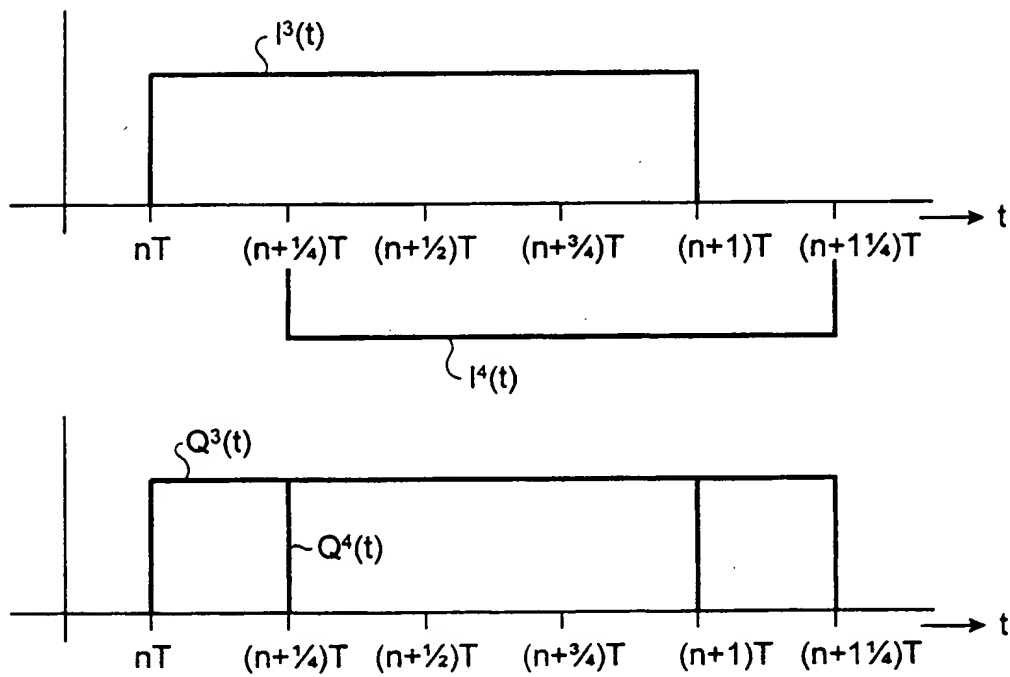 I³(t)
t
nT (n+¼)T (n+½)T (n+¾)T (n+1)T (n+1¼)T
I⁴(t)
Q³(t)
Q⁴(t)
t
nT (n+¼)T (n+½)T (n+¾)T (n+1)T (n+1¼)T